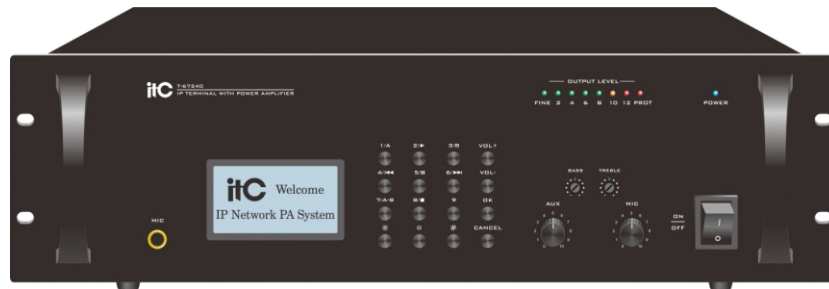 itC T-67240
IP TERMINAL WITH POWER AMPLIFIER
OUTPUT LEVEL
FINE 2 4 6 8 10 12 PROT
POWER
1/A 2/▶ VOL+
4/⏮ 5/B 6/⏭ VOL-
7/A-B 8/■ 9 OK
0 # CANCEL
itC Welcome
IP Network PA System
MIC
BASS TREBLE
AUX MIC
ON
OFF